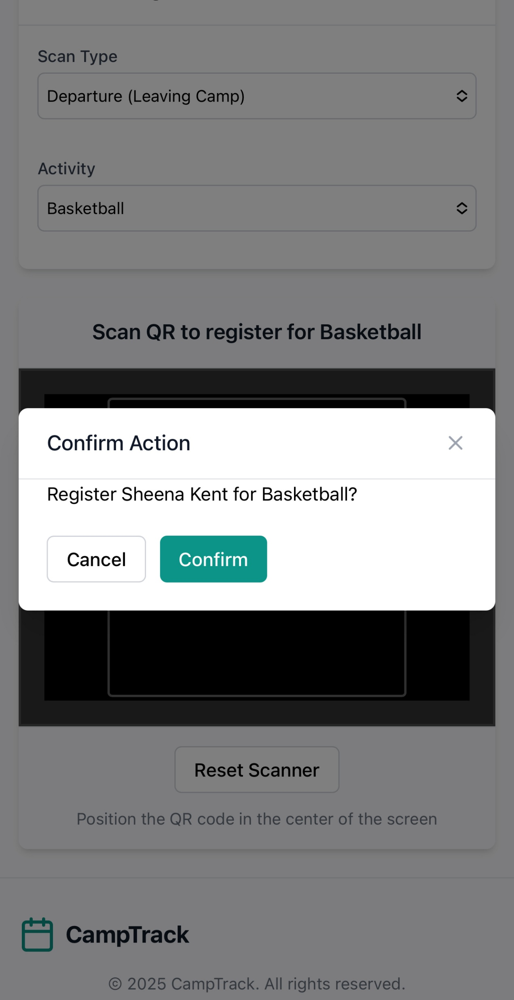 Scan Type
Departure (Leaving Camp)
Activity
Basketball
Scan QR to register for Basketball
Confirm Action
Register Sheena Kent for Basketball?
Cancel
Confirm
Reset Scanner
Position the QR code in the center of the screen
CampTrack
© 2025 CampTrack. All rights reserved.